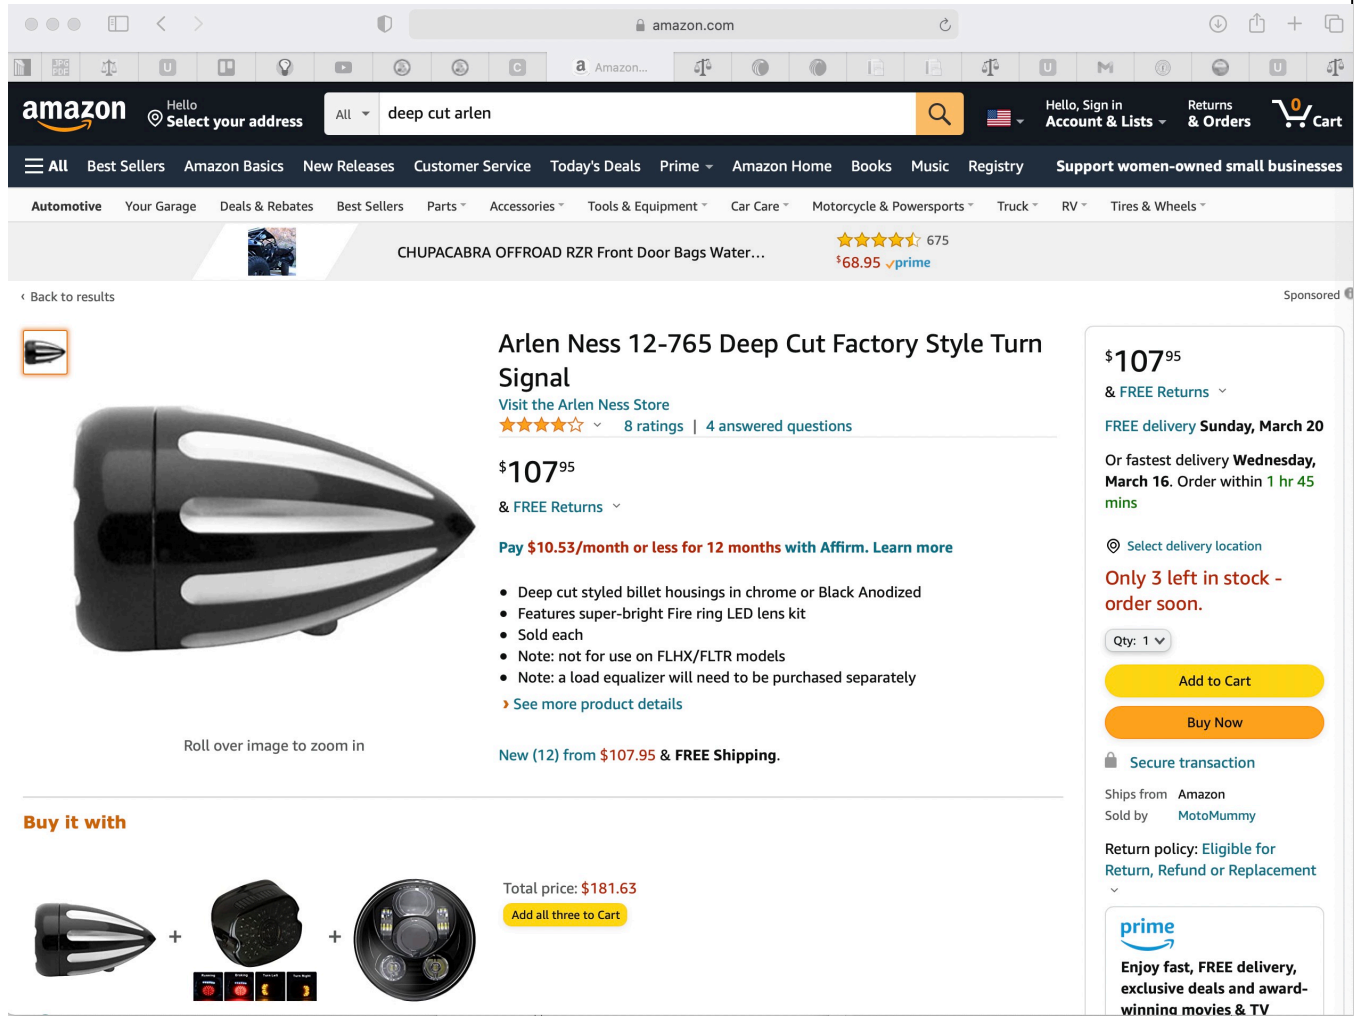 amazon.com
Amazon...
amazon
Hello
Select your address
All
deep cut arlen
Hello, Sign in
Account & Lists
Returns
& Orders
0
Cart
All
Best Sellers
Amazon Basics
New Releases
Customer Service
Today's Deals
Prime
Amazon Home
Books
Music
Registry
Support women-owned small businesses
Automotive
Your Garage
Deals & Rebates
Best Sellers
Parts
Accessories
Tools & Equipment
Car Care
Motorcycle & Powersports
Truck
RV
Tires & Wheels
CHUPACABRA OFFROAD RZR Front Door Bags Water...
675
$68.95 prime
‹ Back to results
Sponsored
Arlen Ness 12-765 Deep Cut Factory Style Turn
Signal
Visit the Arlen Ness Store
8 ratings | 4 answered questions
$107 95
& FREE Returns
Pay $10.53/month or less for 12 months with Affirm. Learn more
• Deep cut styled billet housings in chrome or Black Anodized
• Features super-bright Fire ring LED lens kit
• Sold each
• Note: not for use on FLHX/FLTR models
• Note: a load equalizer will need to be purchased separately
› See more product details
New (12) from $107.95 & FREE Shipping.
Roll over image to zoom in
$107 95
& FREE Returns
FREE delivery Sunday, March 20
Or fastest delivery Wednesday,
March 16. Order within 1 hr 45
mins
Select delivery location
Only 3 left in stock -
order soon.
Qty: 1
Add to Cart
Buy Now
Secure transaction
Ships from Amazon
Sold by MotoMummy
Return policy: Eligible for
Return, Refund or Replacement
prime
Enjoy fast, FREE delivery,
exclusive deals and award-
winning movies & TV
Buy it with
+
+
Running
Braking
Turn Left
Turn Right
Total price: $181.63
Add all three to Cart